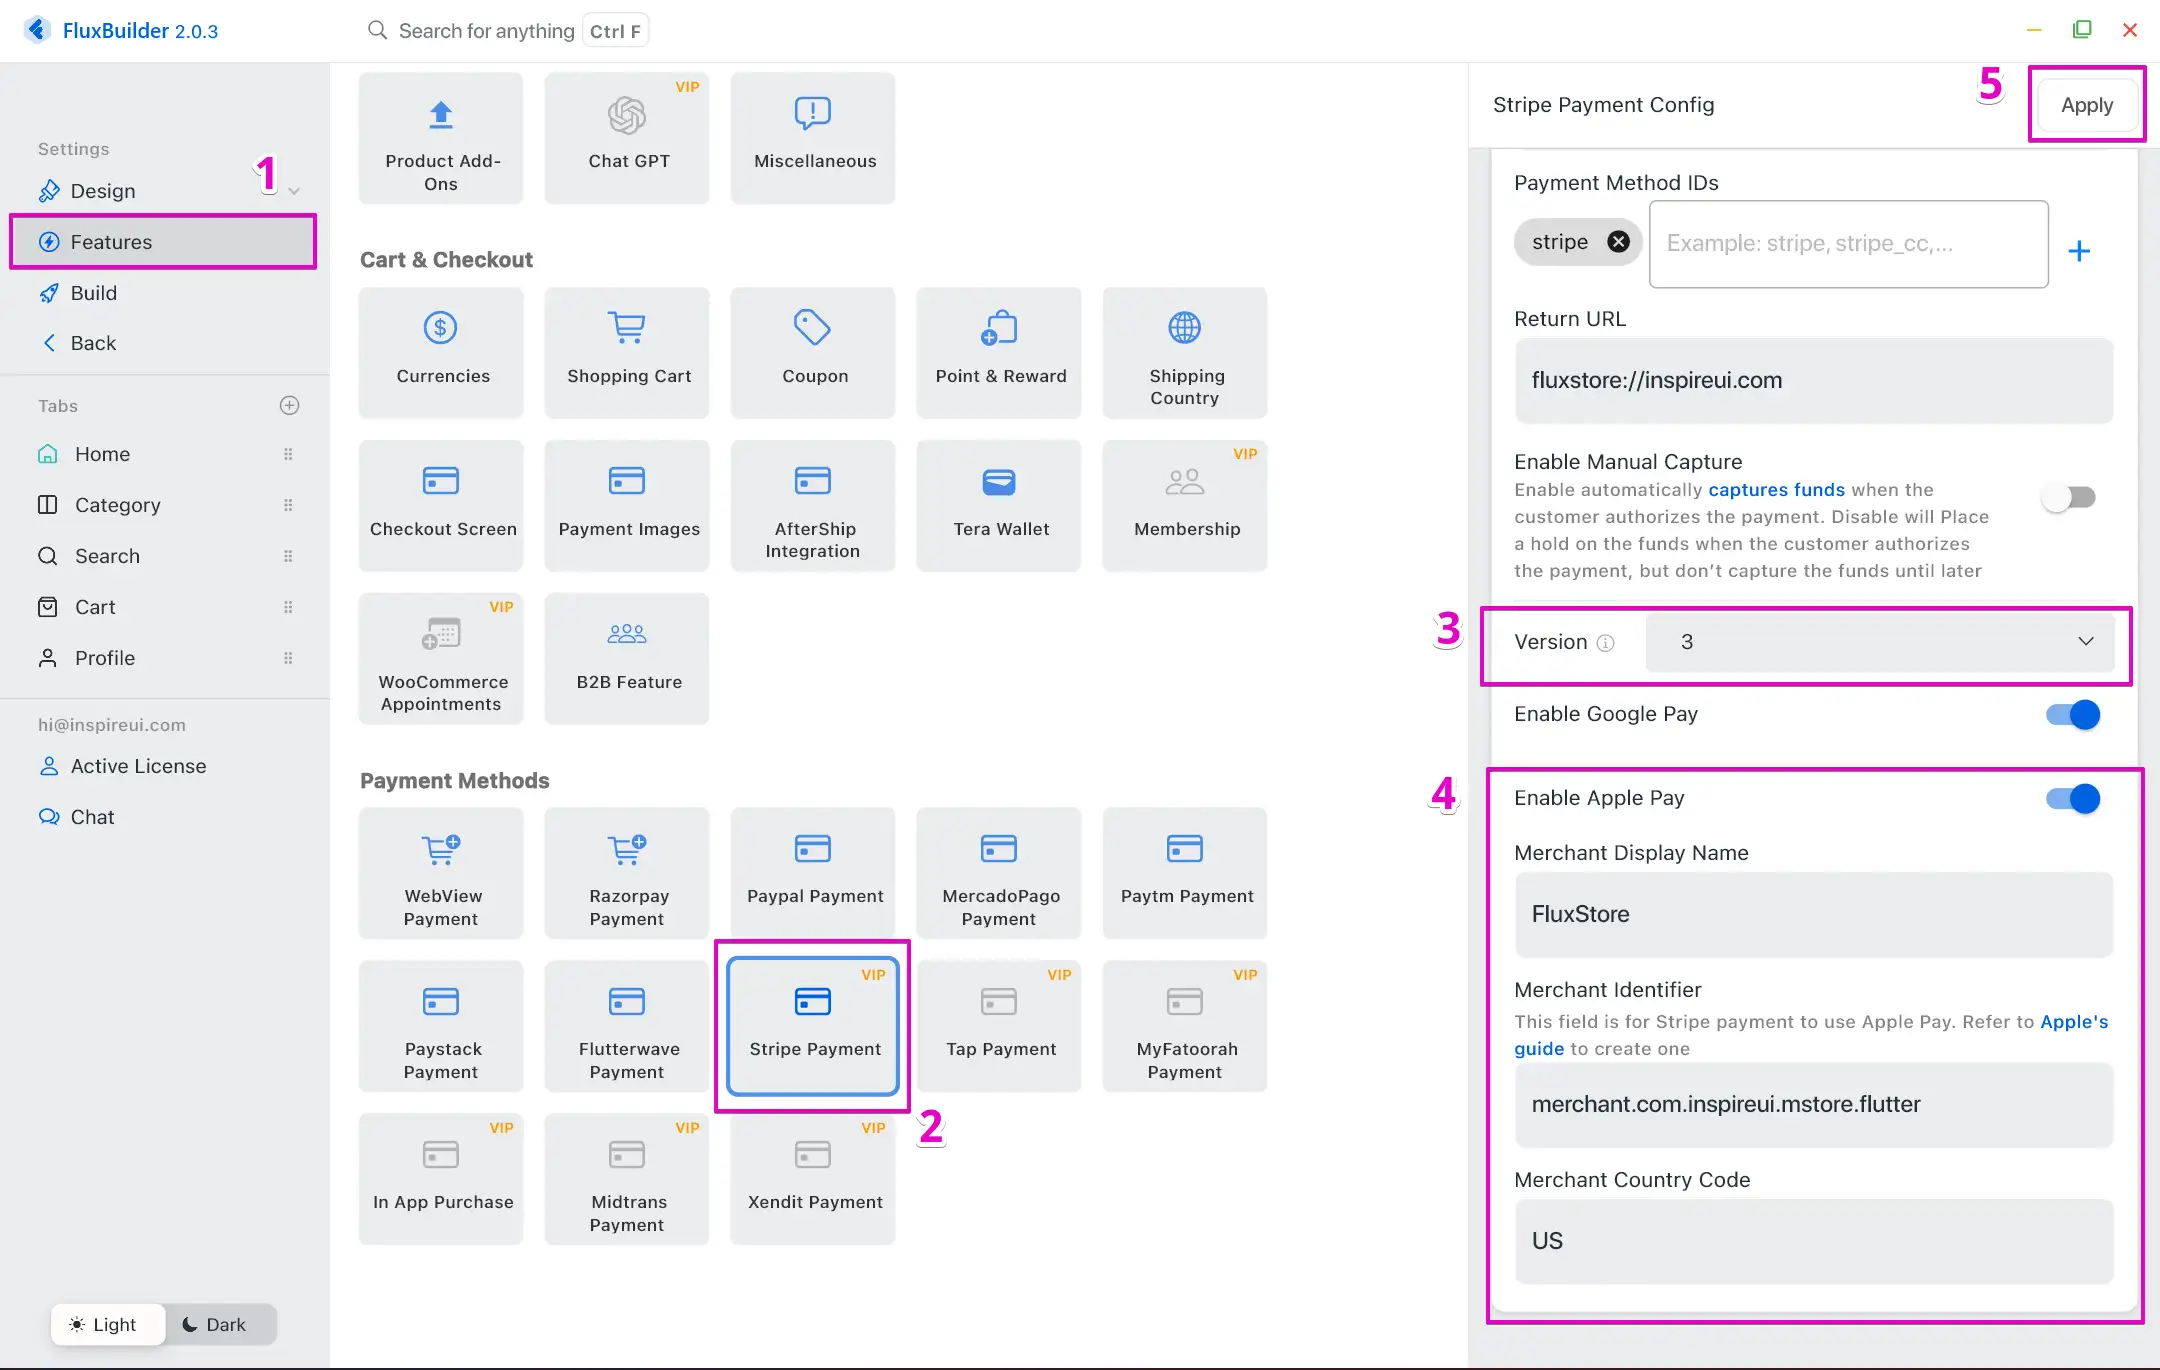 FluxBuilder 2.0.3
Search for anything
Ctrl F
Settings
1
Design
Features
Build
Back
Tabs
Home
Category
Search
Cart
Profile
hi@inspireui.com
Active License
Chat
Light
Dark
Product Add-
Ons
VIP
Chat GPT
Miscellaneous
Cart & Checkout
Currencies
Shopping Cart
Coupon
Point & Reward
Shipping
Country
Checkout Screen
Payment Images
AfterShip
Integration
Tera Wallet
VIP
Membership
VIP
WooCommerce
Appointments
B2B Feature
Payment Methods
WebView
Payment
Razorpay
Payment
Paypal Payment
MercadoPago
Payment
Paytm Payment
Paystack
Payment
Flutterwave
Payment
VIP
Stripe Payment
2
VIP
Tap Payment
VIP
MyFatoorah
Payment
VIP
In App Purchase
VIP
Midtrans
Payment
VIP
Xendit Payment
Stripe Payment Config
5
Apply
Payment Method IDs
stripe
Example: stripe, stripe_cc,...
Return URL
fluxstore://inspireui.com
Enable Manual Capture
Enable automatically captures funds when the
customer authorizes the payment. Disable will Place
a hold on the funds when the customer authorizes
the payment, but don't capture the funds until later
3
Version
3
Enable Google Pay
4
Enable Apple Pay
Merchant Display Name
FluxStore
Merchant Identifier
This field is for Stripe payment to use Apple Pay. Refer to Apple's
guide to create one
merchant.com.inspireui.mstore.flutter
Merchant Country Code
US